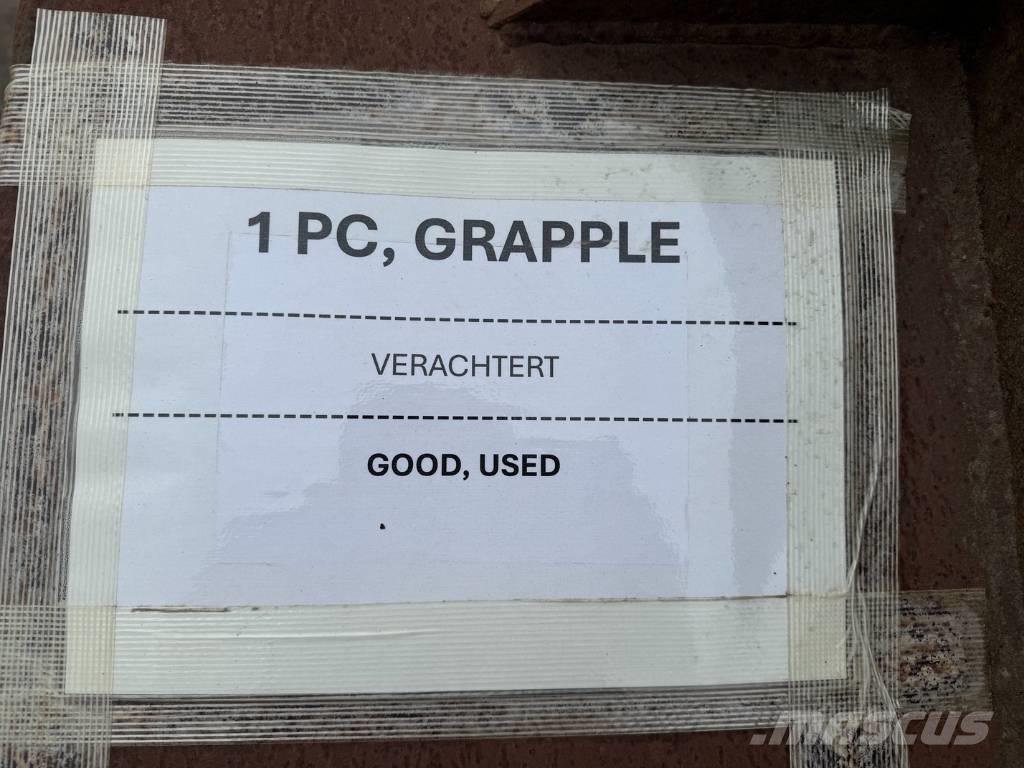 1 PC, GRAPPLE
VERACHTERT
GOOD, USED
mascus